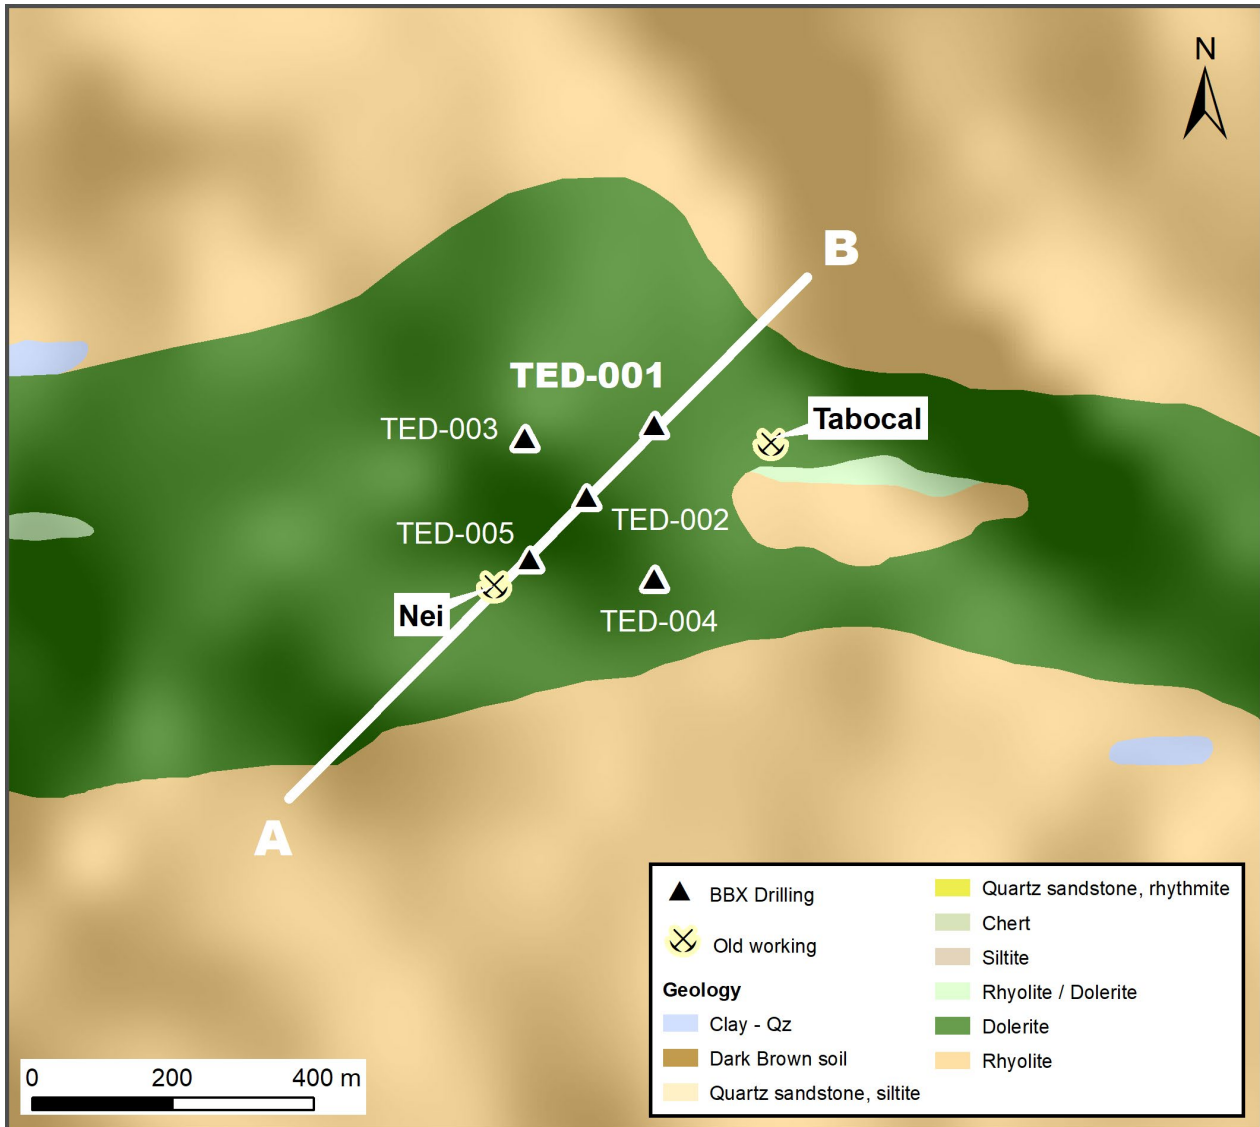 N
B
TED-001
TED-003
Tabocal
TED-002
TED-005
Nei
TED-004
A
BBX Drilling
Old working
Geology
Clay - Qz
Dark Brown soil
Quartz sandstone, siltite
Quartz sandstone, rhythmite
Chert
Siltite
Rhyolite / Dolerite
Dolerite
Rhyolite
0 200 400 m